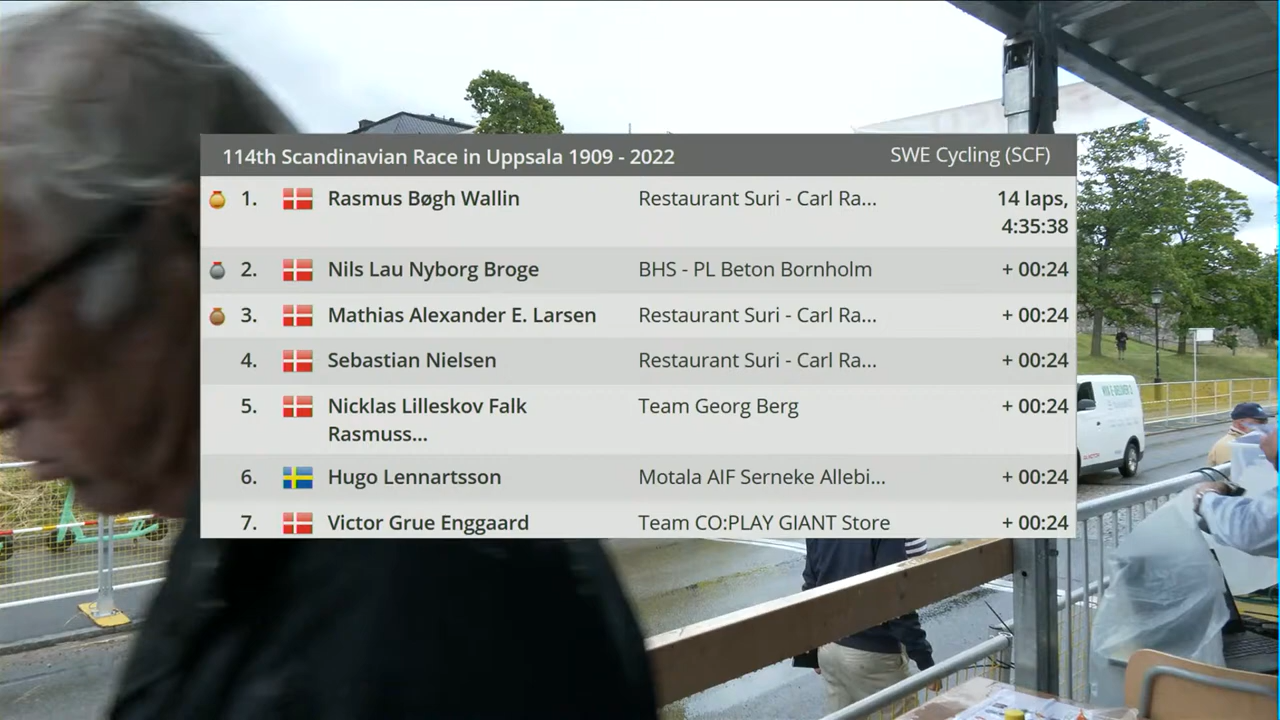 114th Scandinavian Race in Uppsala 1909 - 2022 SWE Cycling (SCF)
1. Rasmus Bøgh Wallin Restaurant Suri - Carl Ra... 14 laps,
4:35:38
2. Nils Lau Nyborg Broge BHS - PL Beton Bornholm + 00:24
3. Mathias Alexander E. Larsen Restaurant Suri - Carl Ra... + 00:24
4. Sebastian Nielsen Restaurant Suri - Carl Ra... + 00:24
5. Nicklas Lilleskov Falk Team Georg Berg + 00:24
Rasmuss...
6. Hugo Lennartsson Motala AIF Serneke Allebi... + 00:24
7. Victor Grue Enggaard Team CO:PLAY GIANT Store + 00:24